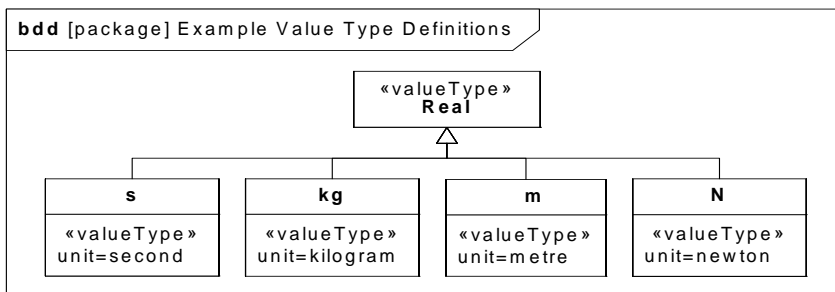 bdd [package] Example Value Type Definitions
«valueType»
Real
s
«valueType»
unit=second
kg
«valueType»
unit=kilogram
m
«valueType»
unit=metre
N
«valueType»
unit=newton